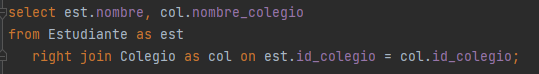 select est.nombre, col.nombre_colegio
from Estudiante as est
right join Colegio as col on est.id_colegio = col.id_colegio;